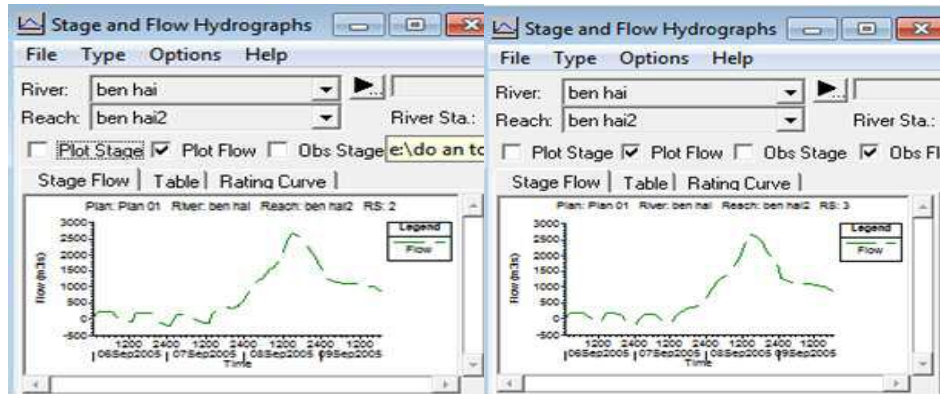 Stage and Flow Hydrographs
File Type Options Help
River: ben hai
Reach: ben hai2 River Sta.:
Plot Stage Plot Flow Obs Stage e:\do an to
Stage Flow Table Rating Curve
Plan: Plan 01 River: ben hai Reach: ben hai2 RS: 2
Legend
Flow
Flow (m3s)
3000
2500
2000
1500
1000
500
0
-500
1200 2400 1200 2400 1200 2400 1200
06Sep2005 07Sep2005 08Sep2005 09Sep2005
Time
Stage and Flow Hydrographs
File Type Options Help
River: ben hai
Reach: ben hai2 River Sta.:
Plot Stage Plot Flow Obs Stage Obs Fl
Stage Flow Table Rating Curve
Plan: Plan 01 River: ben hai Reach: ben hai2 RS: 3
Legend
Flow
Flow (m3s)
3000
2500
2000
1500
1000
500
0
-500
1200 2400 1200 2400 1200 2400 1200
06Sep2005 07Sep2005 08Sep2005 09Sep2005
Time